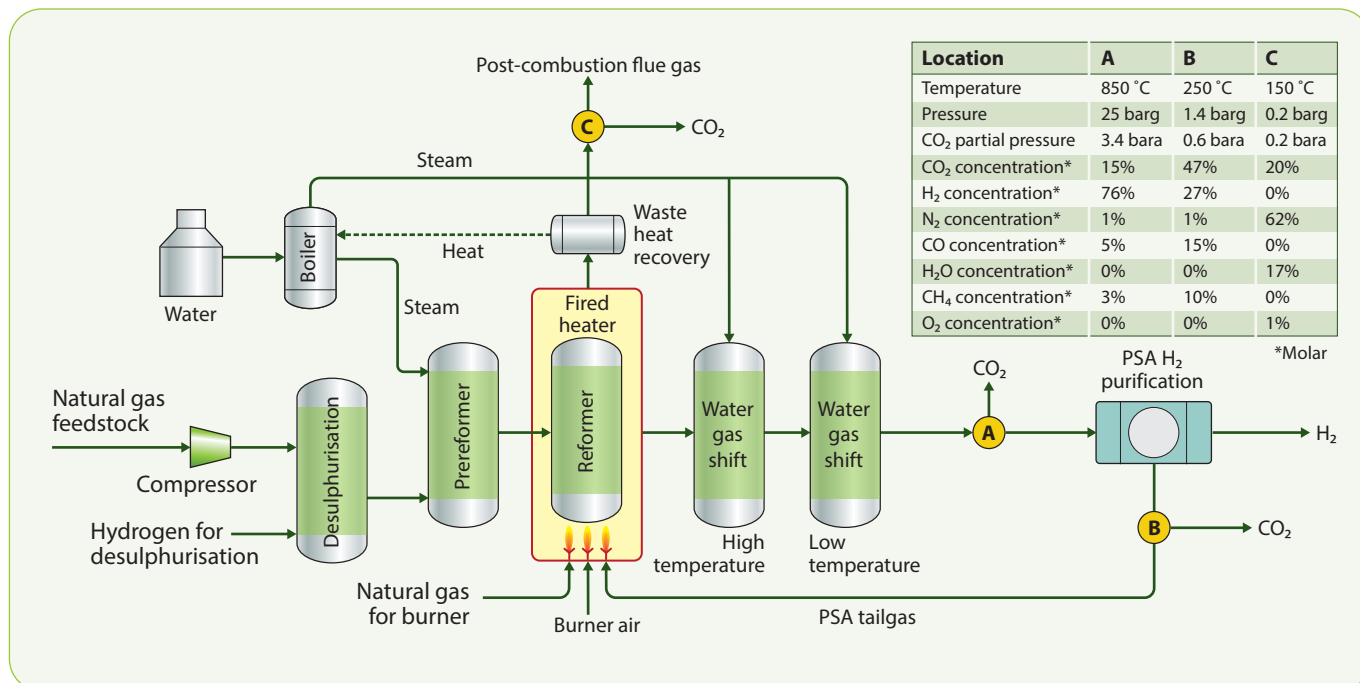 Post-combustion flue gas
C
CO₂
Steam
Boiler
Heat
Waste
heat
recovery
Water
Steam
Fired
heater
Natural gas
feedstock
Compressor
Hydrogen for
desulphurisation
Desulphurisation
Prereformer
Reformer
Water
gas
shift
Water
gas
shift
High
temperature
Low
temperature
Natural gas
for burner
Burner air
PSA tailgas
CO₂
A
PSA H₂
purification
H₂
B
CO₂
Location A B C
Temperature 850 ˚C 250 ˚C 150 ˚C
Pressure 25 barg 1.4 barg 0.2 barg
CO₂ partial pressure 3.4 bara 0.6 bara 0.2 bara
CO₂ concentration* 15% 47% 20%
H₂ concentration* 76% 27% 0%
N₂ concentration* 1% 1% 62%
CO concentration* 5% 15% 0%
H₂O concentration* 0% 0% 17%
CH₄ concentration* 3% 10% 0%
O₂ concentration* 0% 0% 1%
*Molar